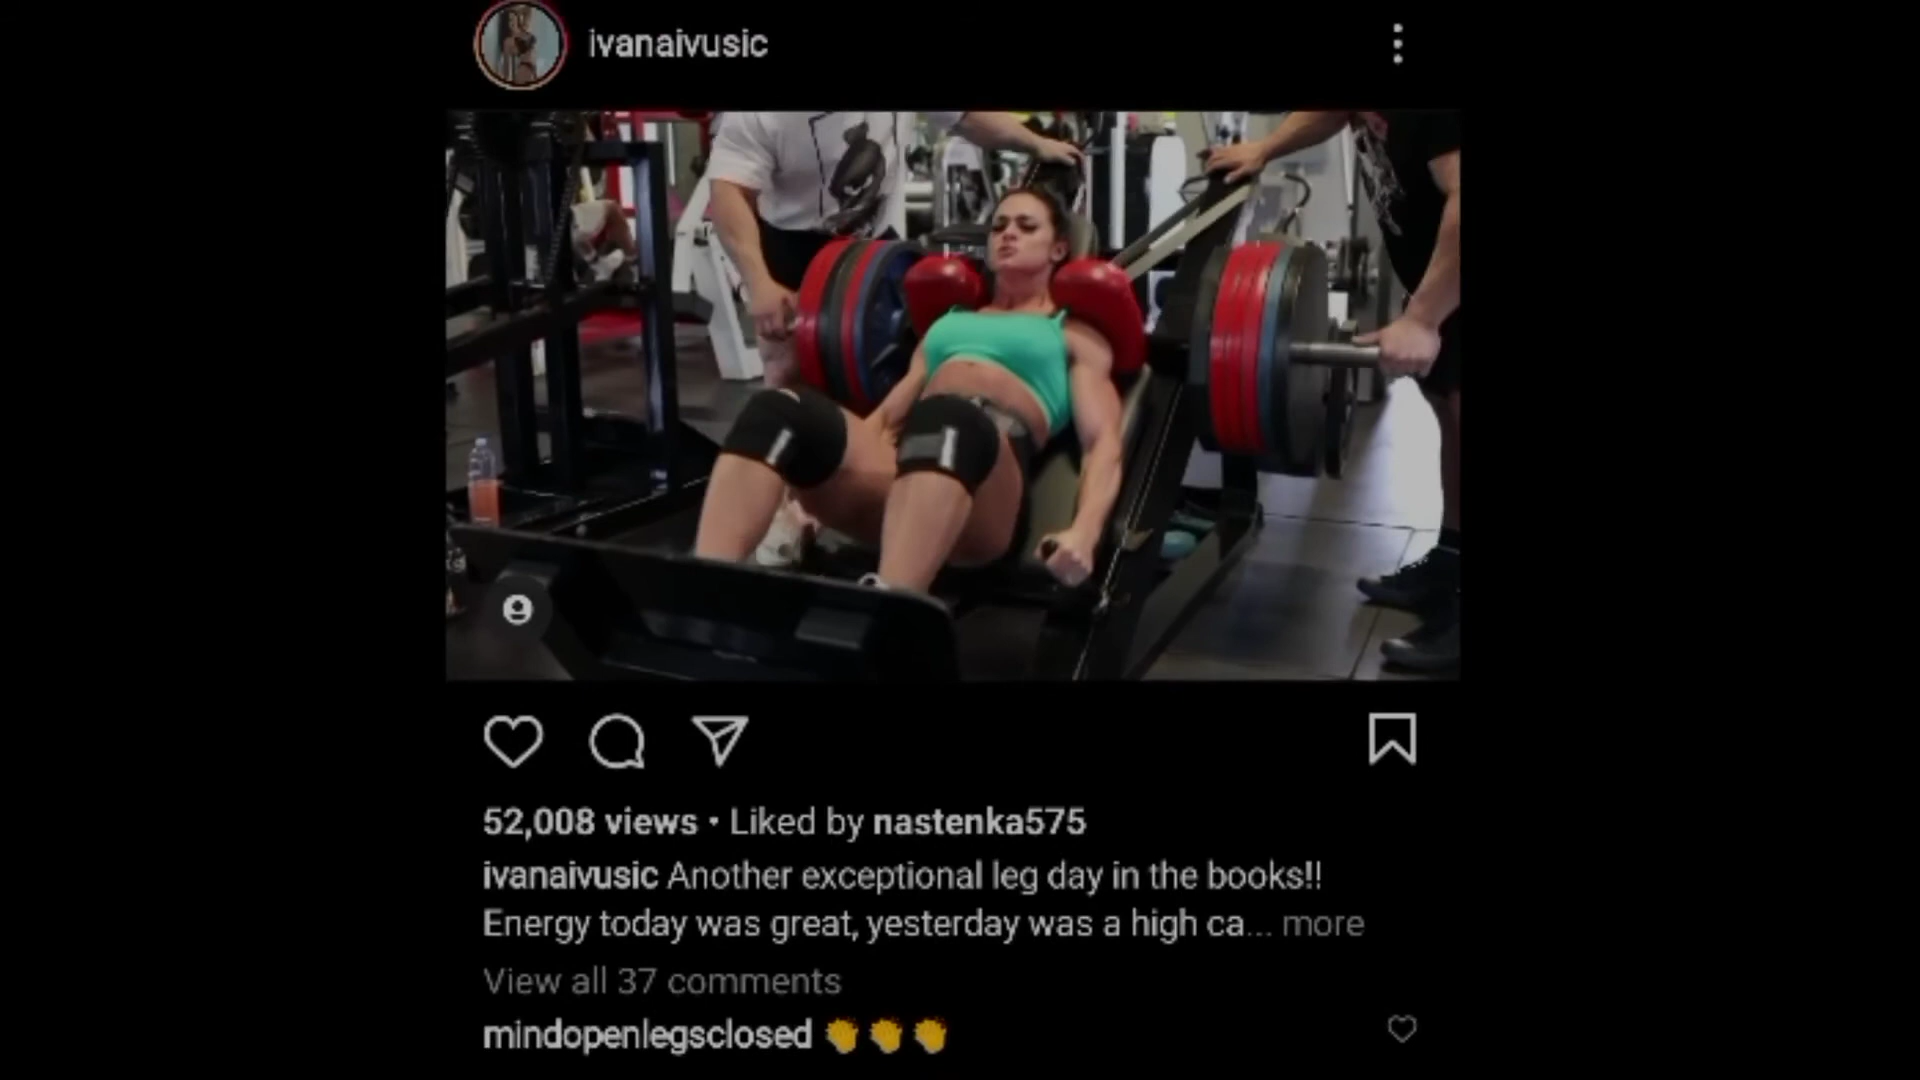 ivanaivusic
52,008 views • Liked by nastenka575
ivanaivusic Another exceptional leg day in the books!!
Energy today was great, yesterday was a high ca... more
View all 37 comments
mindopenlegsclosed 👏👏👏